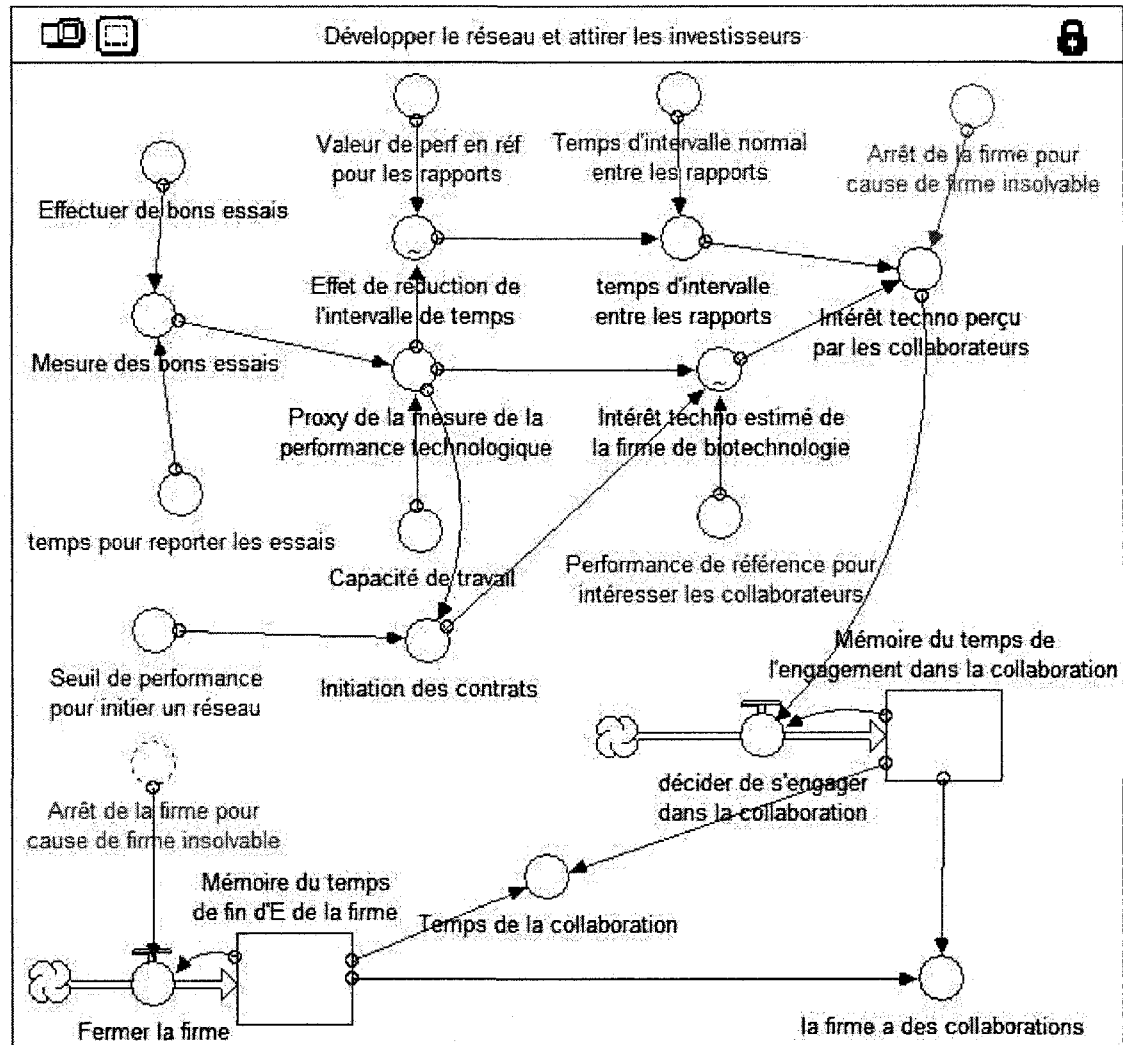 Développer le réseau et attirer les investisseurs
Valeur de perf en réf
pour les rapports
Temps d'intervalle normal
entre les rapports
Arrêt de la firme pour
cause de firme insolvable
Effectuer de bons essais
Effet de réduction de
l'intervalle de temps
temps d'intervalle
entre les rapports
Intérêt techno perçu
par les collaborateurs
Mesure des bons essais
Proxy de la mesure de la
performance technologique
Intérêt techno estimé de
la firme de biotechnologie
temps pour reporter les essais
Capacité de travail
Performance de référence pour
intéresser les collaborateurs
Seuil de performance
pour initier un réseau
Initiation des contrats
Mémoire du temps de
l'engagement dans la collaboration
décider de s'engager
dans la collaboration
Arrêt de la firme pour
cause de firme insolvable
Mémoire du temps
de fin d'E de la firme
Temps de la collaboration
Fermer la firme
la firme a des collaborations